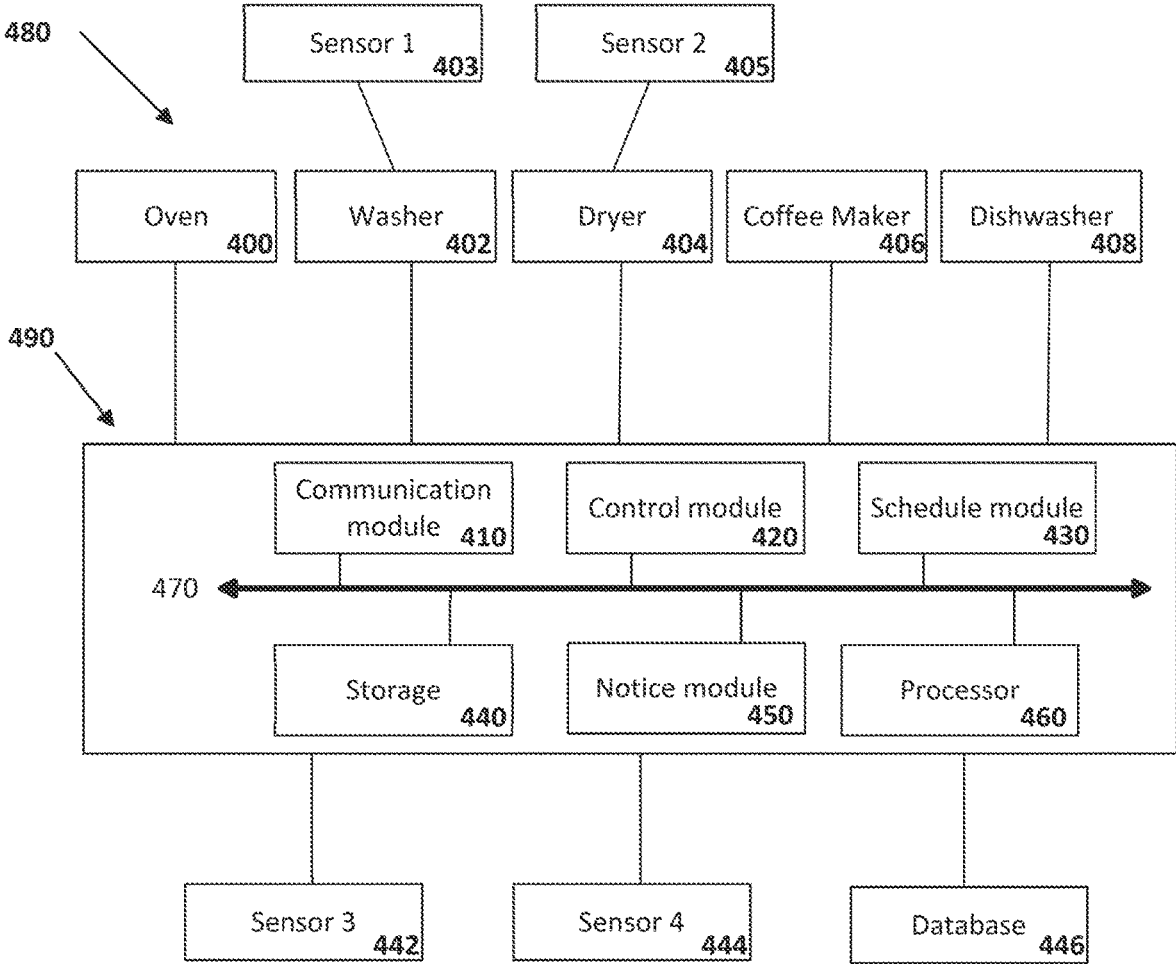 480
Sensor 1
403
Sensor 2
405
Oven
400
Washer
402
Dryer
404
Coffee Maker
406
Dishwasher
408
490
Communication
module
410
Control module
420
Schedule module
430
470
Storage
440
Notice module
450
Processor
460
Sensor 3
442
Sensor 4
444
Database
446